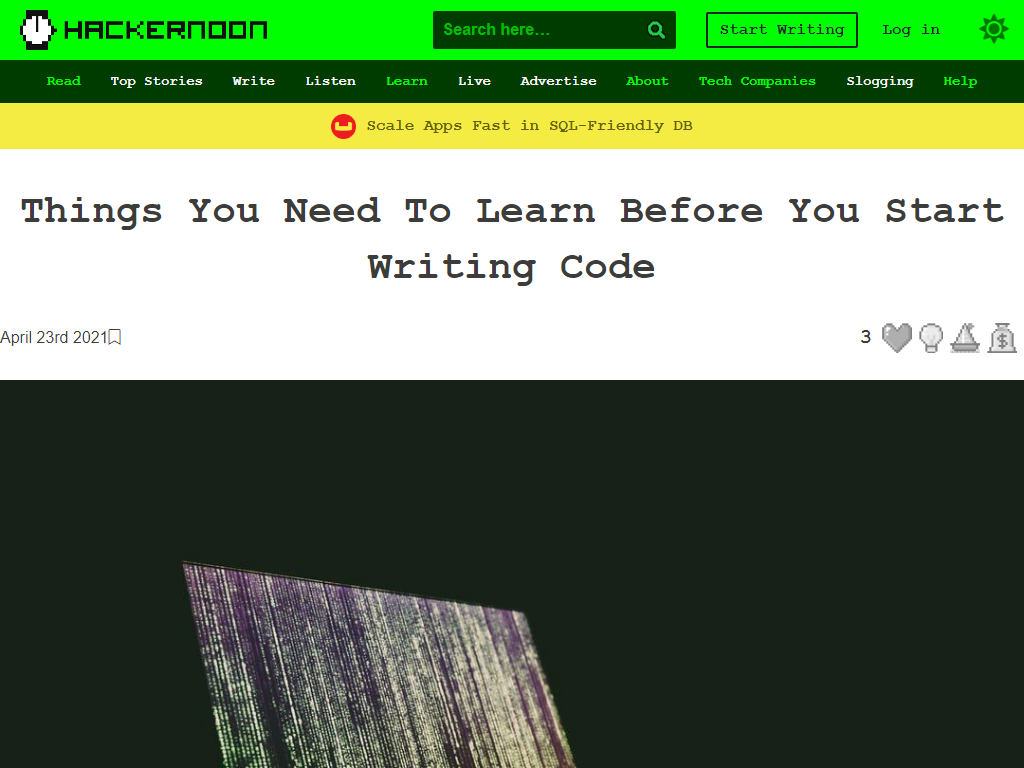 HACKERNOON
Search here...
Start Writing
Log in
Read Top Stories Write Listen Learn Live Advertise About Tech Companies Slogging Help
Scale Apps Fast in SQL-Friendly DB
Things You Need To Learn Before You Start
Writing Code
April 23rd 2021
3
$